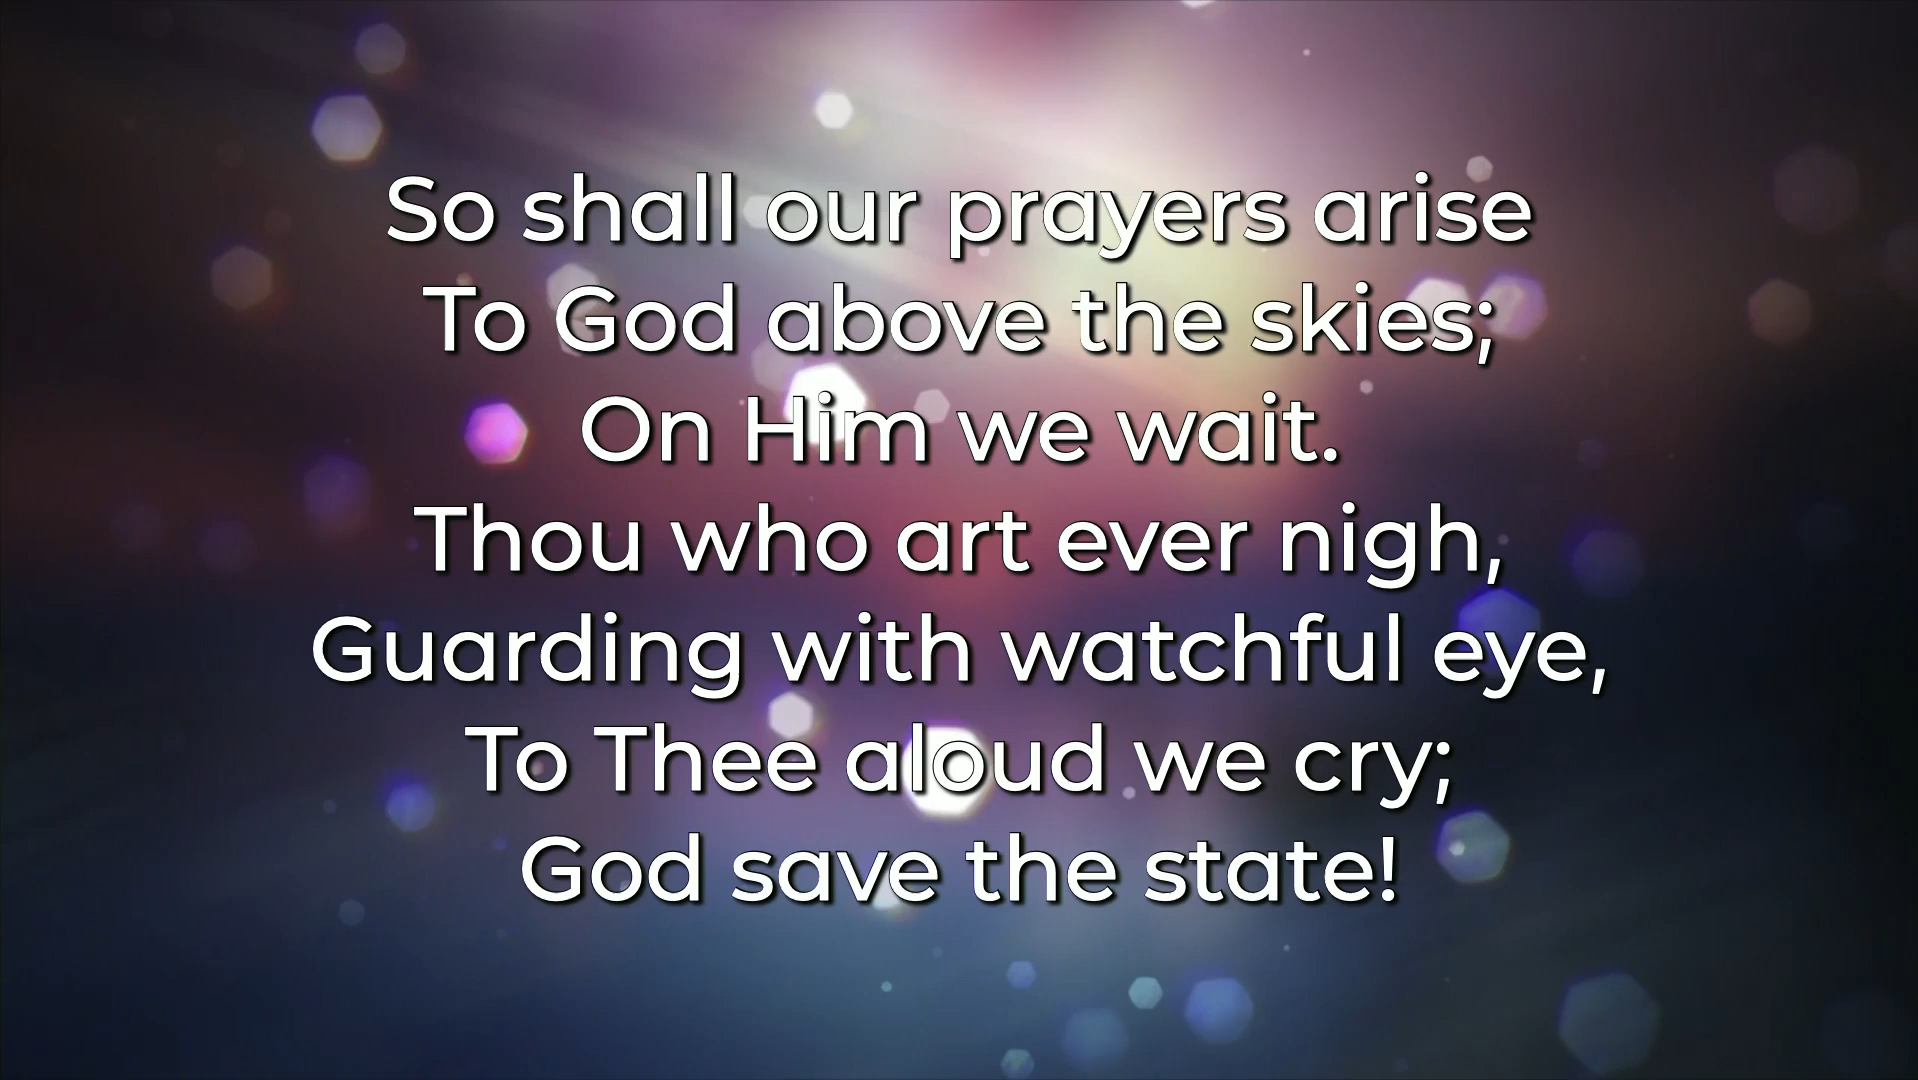 So shall our prayers arise
To God above the skies;
On Him we wait.
Thou who art ever nigh,
Guarding with watchful eye,
To Thee aloud we cry;
God save the state!